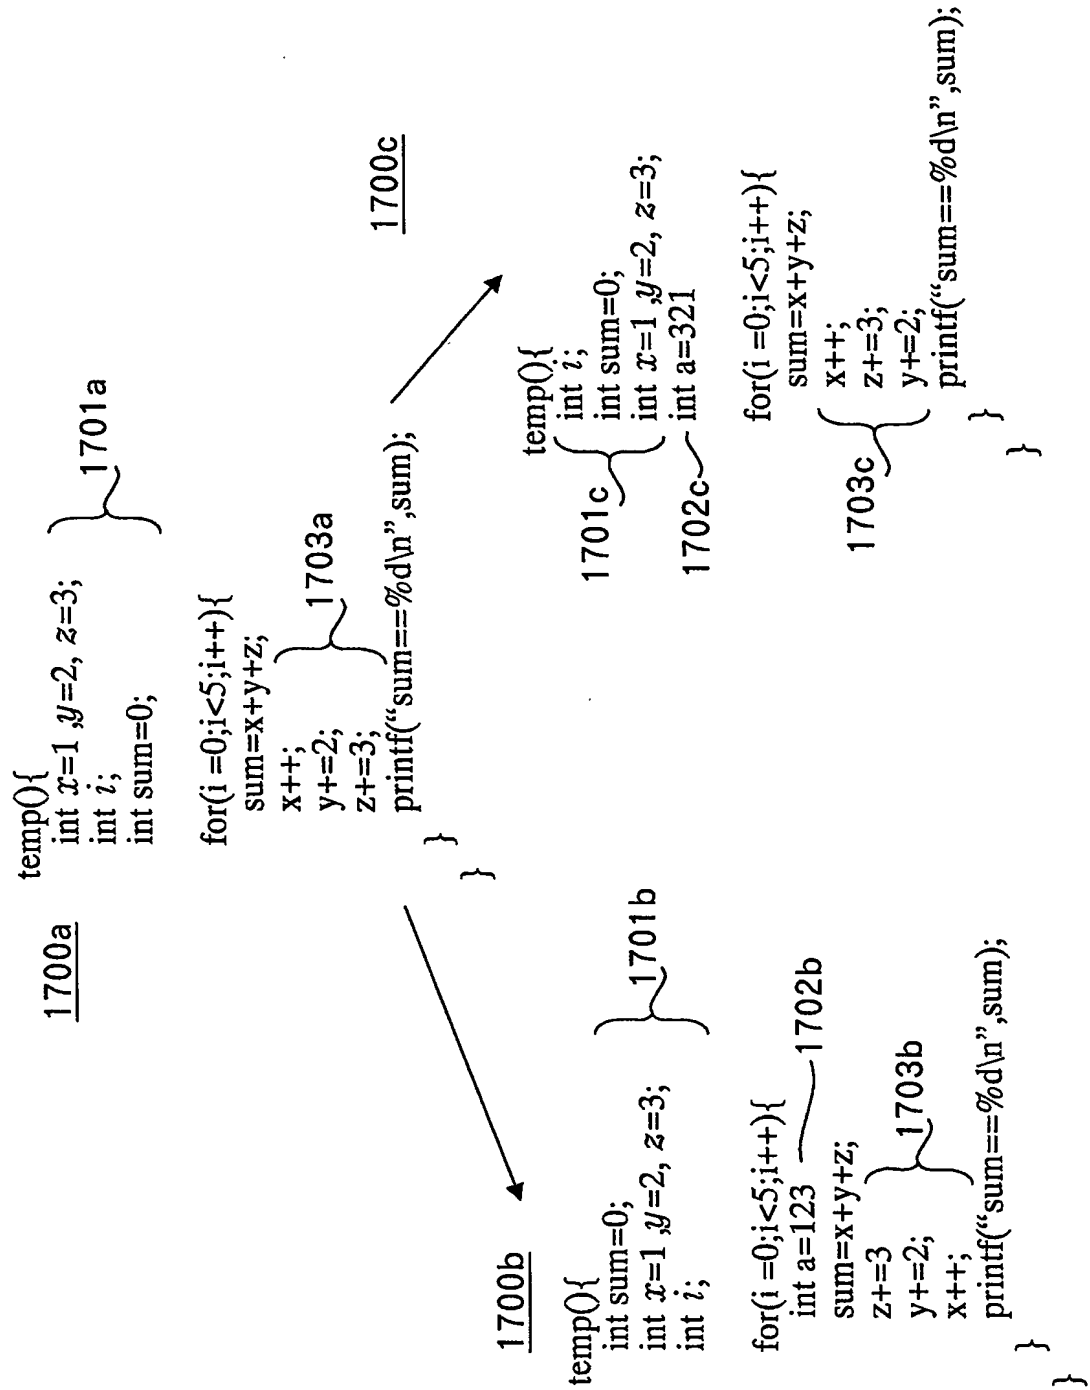 1700a
temp(){
int x=1 ,y=2, z=3;
int i;
int sum=0;
1701a
for(i =0;i<5;i++){
sum=x+y+z;
x++;
y+=2;
z+=3;
1703a
printf(“sum==%d\n”,sum);
}
}
1700b
temp(){
int sum=0;
int x=1 ,y=2, z=3;
int i;
1701b
for(i =0;i<5;i++){
int a=123
1702b
sum=x+y+z;
z+=3
y+=2;
x++;
1703b
printf(“sum==%d\n”,sum);
}
}
1700c
temp(){
int i;
int sum=0;
int x=1 ,y=2, z=3;
1701c
int a=321
1702c
for(i =0;i<5;i++){
sum=x+y+z;
x++;
z+=3;
y+=2;
1703c
printf(“sum==%d\n”,sum);
}
}